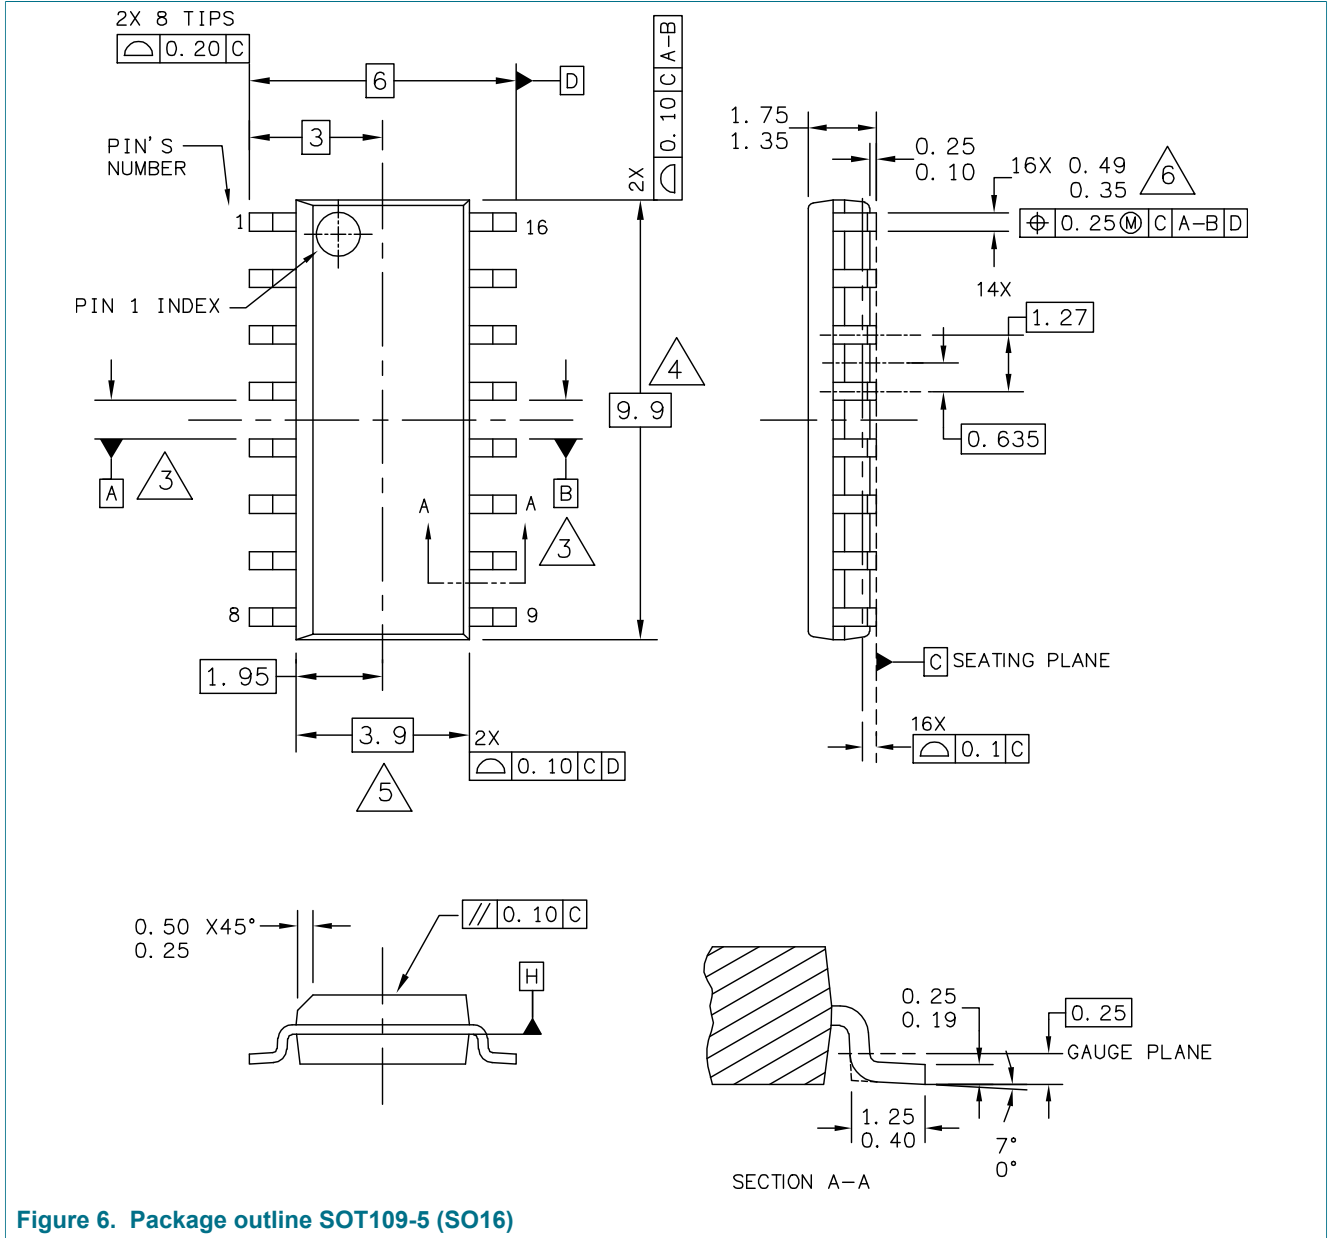 2X 8 TIPS
⌓ 0.20 C
6
D
3
PIN'S
NUMBER
2X
⌓ 0.10 C A-B
1
16
PIN 1 INDEX
4
9.9
A
3
B
3
A
A
8
9
1.95
3.9
5
2X
⌓ 0.10 C D
1.75
1.35
0.25
0.10
16X 0.49
0.35
6
⌖ 0.25 Ⓜ C A-B D
14X
1.27
0.635
C SEATING PLANE
16X
⌓ 0.1 C
0.50 X45°
0.25
// 0.10 C
H
0.25
0.19
0.25
GAUGE PLANE
1.25
0.40
7°
0°
SECTION A-A
Figure 6. Package outline SOT109-5 (SO16)